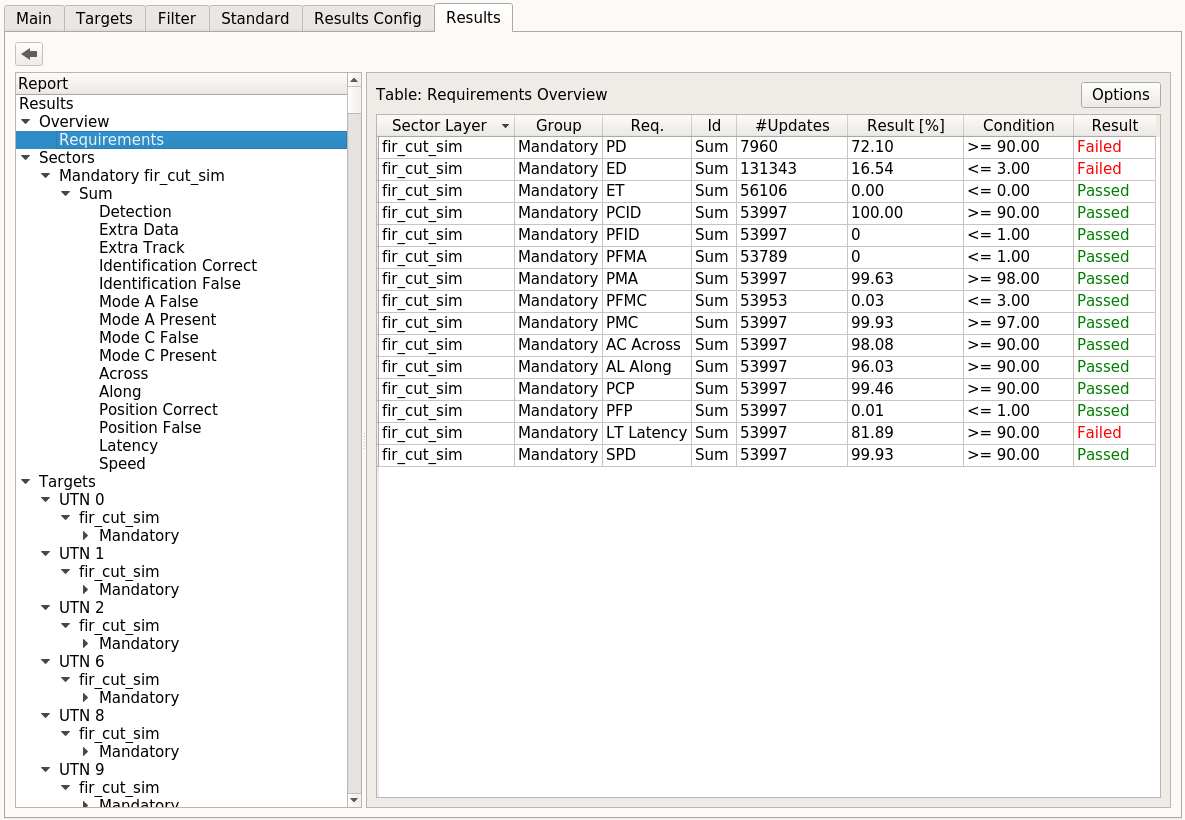 Main Targets Filter Standard Results Config Results
Report
Results
Overview
Requirements
Sectors
Mandatory fir_cut_sim
Sum
Detection
Extra Data
Extra Track
Identification Correct
Identification False
Mode A False
Mode A Present
Mode C False
Mode C Present
Across
Along
Position Correct
Position False
Latency
Speed
Targets
UTN 0
fir_cut_sim
Mandatory
UTN 1
fir_cut_sim
Mandatory
UTN 2
fir_cut_sim
Mandatory
UTN 6
fir_cut_sim
Mandatory
UTN 8
fir_cut_sim
Mandatory
UTN 9
fir_cut_sim
Mandatory
Table: Requirements Overview Options
Sector Layer Group Req. Id #Updates Result [%] Condition Result
fir_cut_sim Mandatory PD Sum 7960 72.10 >= 90.00 Failed
fir_cut_sim Mandatory ED Sum 131343 16.54 <= 3.00 Failed
fir_cut_sim Mandatory ET Sum 56106 0.00 <= 0.00 Passed
fir_cut_sim Mandatory PCID Sum 53997 100.00 >= 90.00 Passed
fir_cut_sim Mandatory PFID Sum 53997 0 <= 1.00 Passed
fir_cut_sim Mandatory PFMA Sum 53789 0 <= 1.00 Passed
fir_cut_sim Mandatory PMA Sum 53997 99.63 >= 98.00 Passed
fir_cut_sim Mandatory PFMC Sum 53953 0.03 <= 3.00 Passed
fir_cut_sim Mandatory PMC Sum 53997 99.93 >= 97.00 Passed
fir_cut_sim Mandatory AC Across Sum 53997 98.08 >= 90.00 Passed
fir_cut_sim Mandatory AL Along Sum 53997 96.03 >= 90.00 Passed
fir_cut_sim Mandatory PCP Sum 53997 99.46 >= 90.00 Passed
fir_cut_sim Mandatory PFP Sum 53997 0.01 <= 1.00 Passed
fir_cut_sim Mandatory LT Latency Sum 53997 81.89 >= 90.00 Failed
fir_cut_sim Mandatory SPD Sum 53997 99.93 >= 90.00 Passed